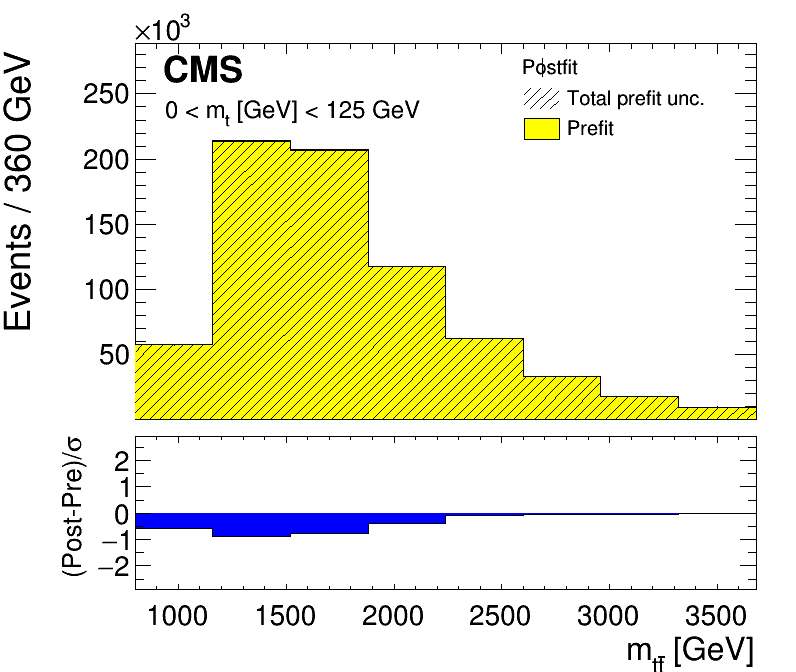 ×10³
CMS
0 < m_t [GeV] < 125 GeV
Postfit
Total prefit unc.
Prefit
Events / 360 GeV
250
200
150
100
50
(Post-Pre)/σ
2
1
0
−1
−2
1000 1500 2000 2500 3000 3500
m_tt̄ [GeV]